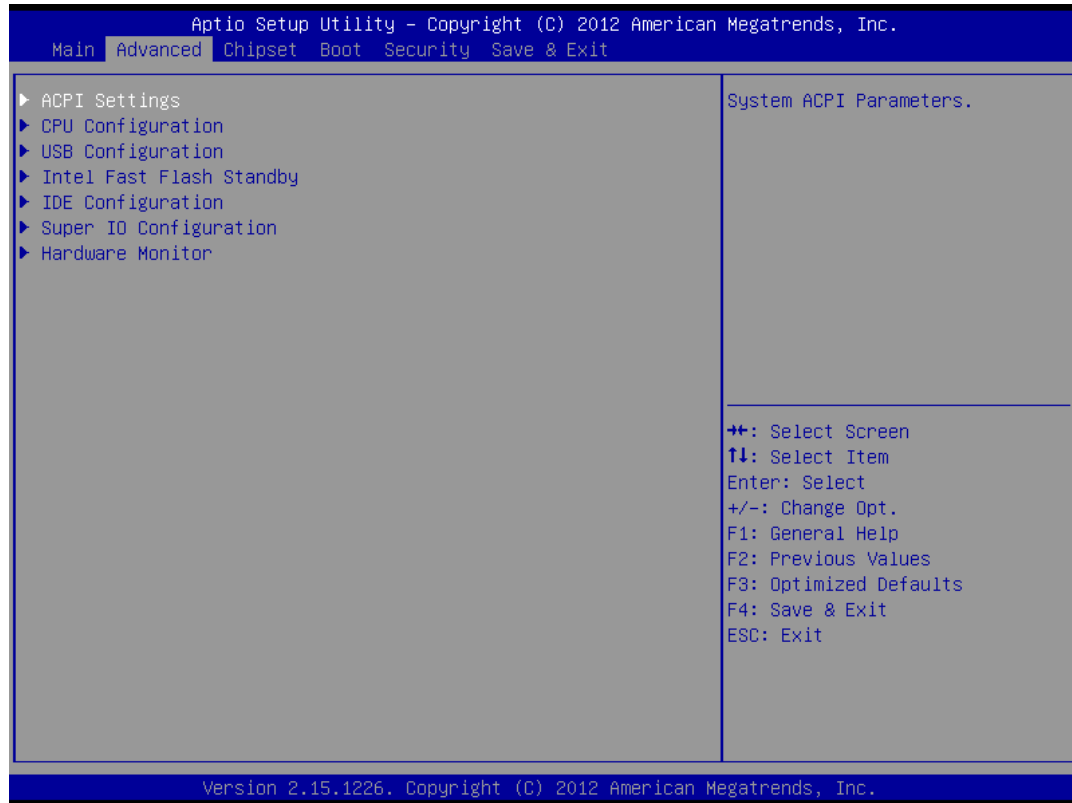 Aptio Setup Utility – Copyright (C) 2012 American Megatrends, Inc.
Main Advanced Chipset Boot Security Save & Exit
▶ ACPI Settings
▶ CPU Configuration
▶ USB Configuration
▶ Intel Fast Flash Standby
▶ IDE Configuration
▶ Super IO Configuration
▶ Hardware Monitor
System ACPI Parameters.
→←: Select Screen
↑↓: Select Item
Enter: Select
+/-: Change Opt.
F1: General Help
F2: Previous Values
F3: Optimized Defaults
F4: Save & Exit
ESC: Exit
Version 2.15.1226. Copyright (C) 2012 American Megatrends, Inc.